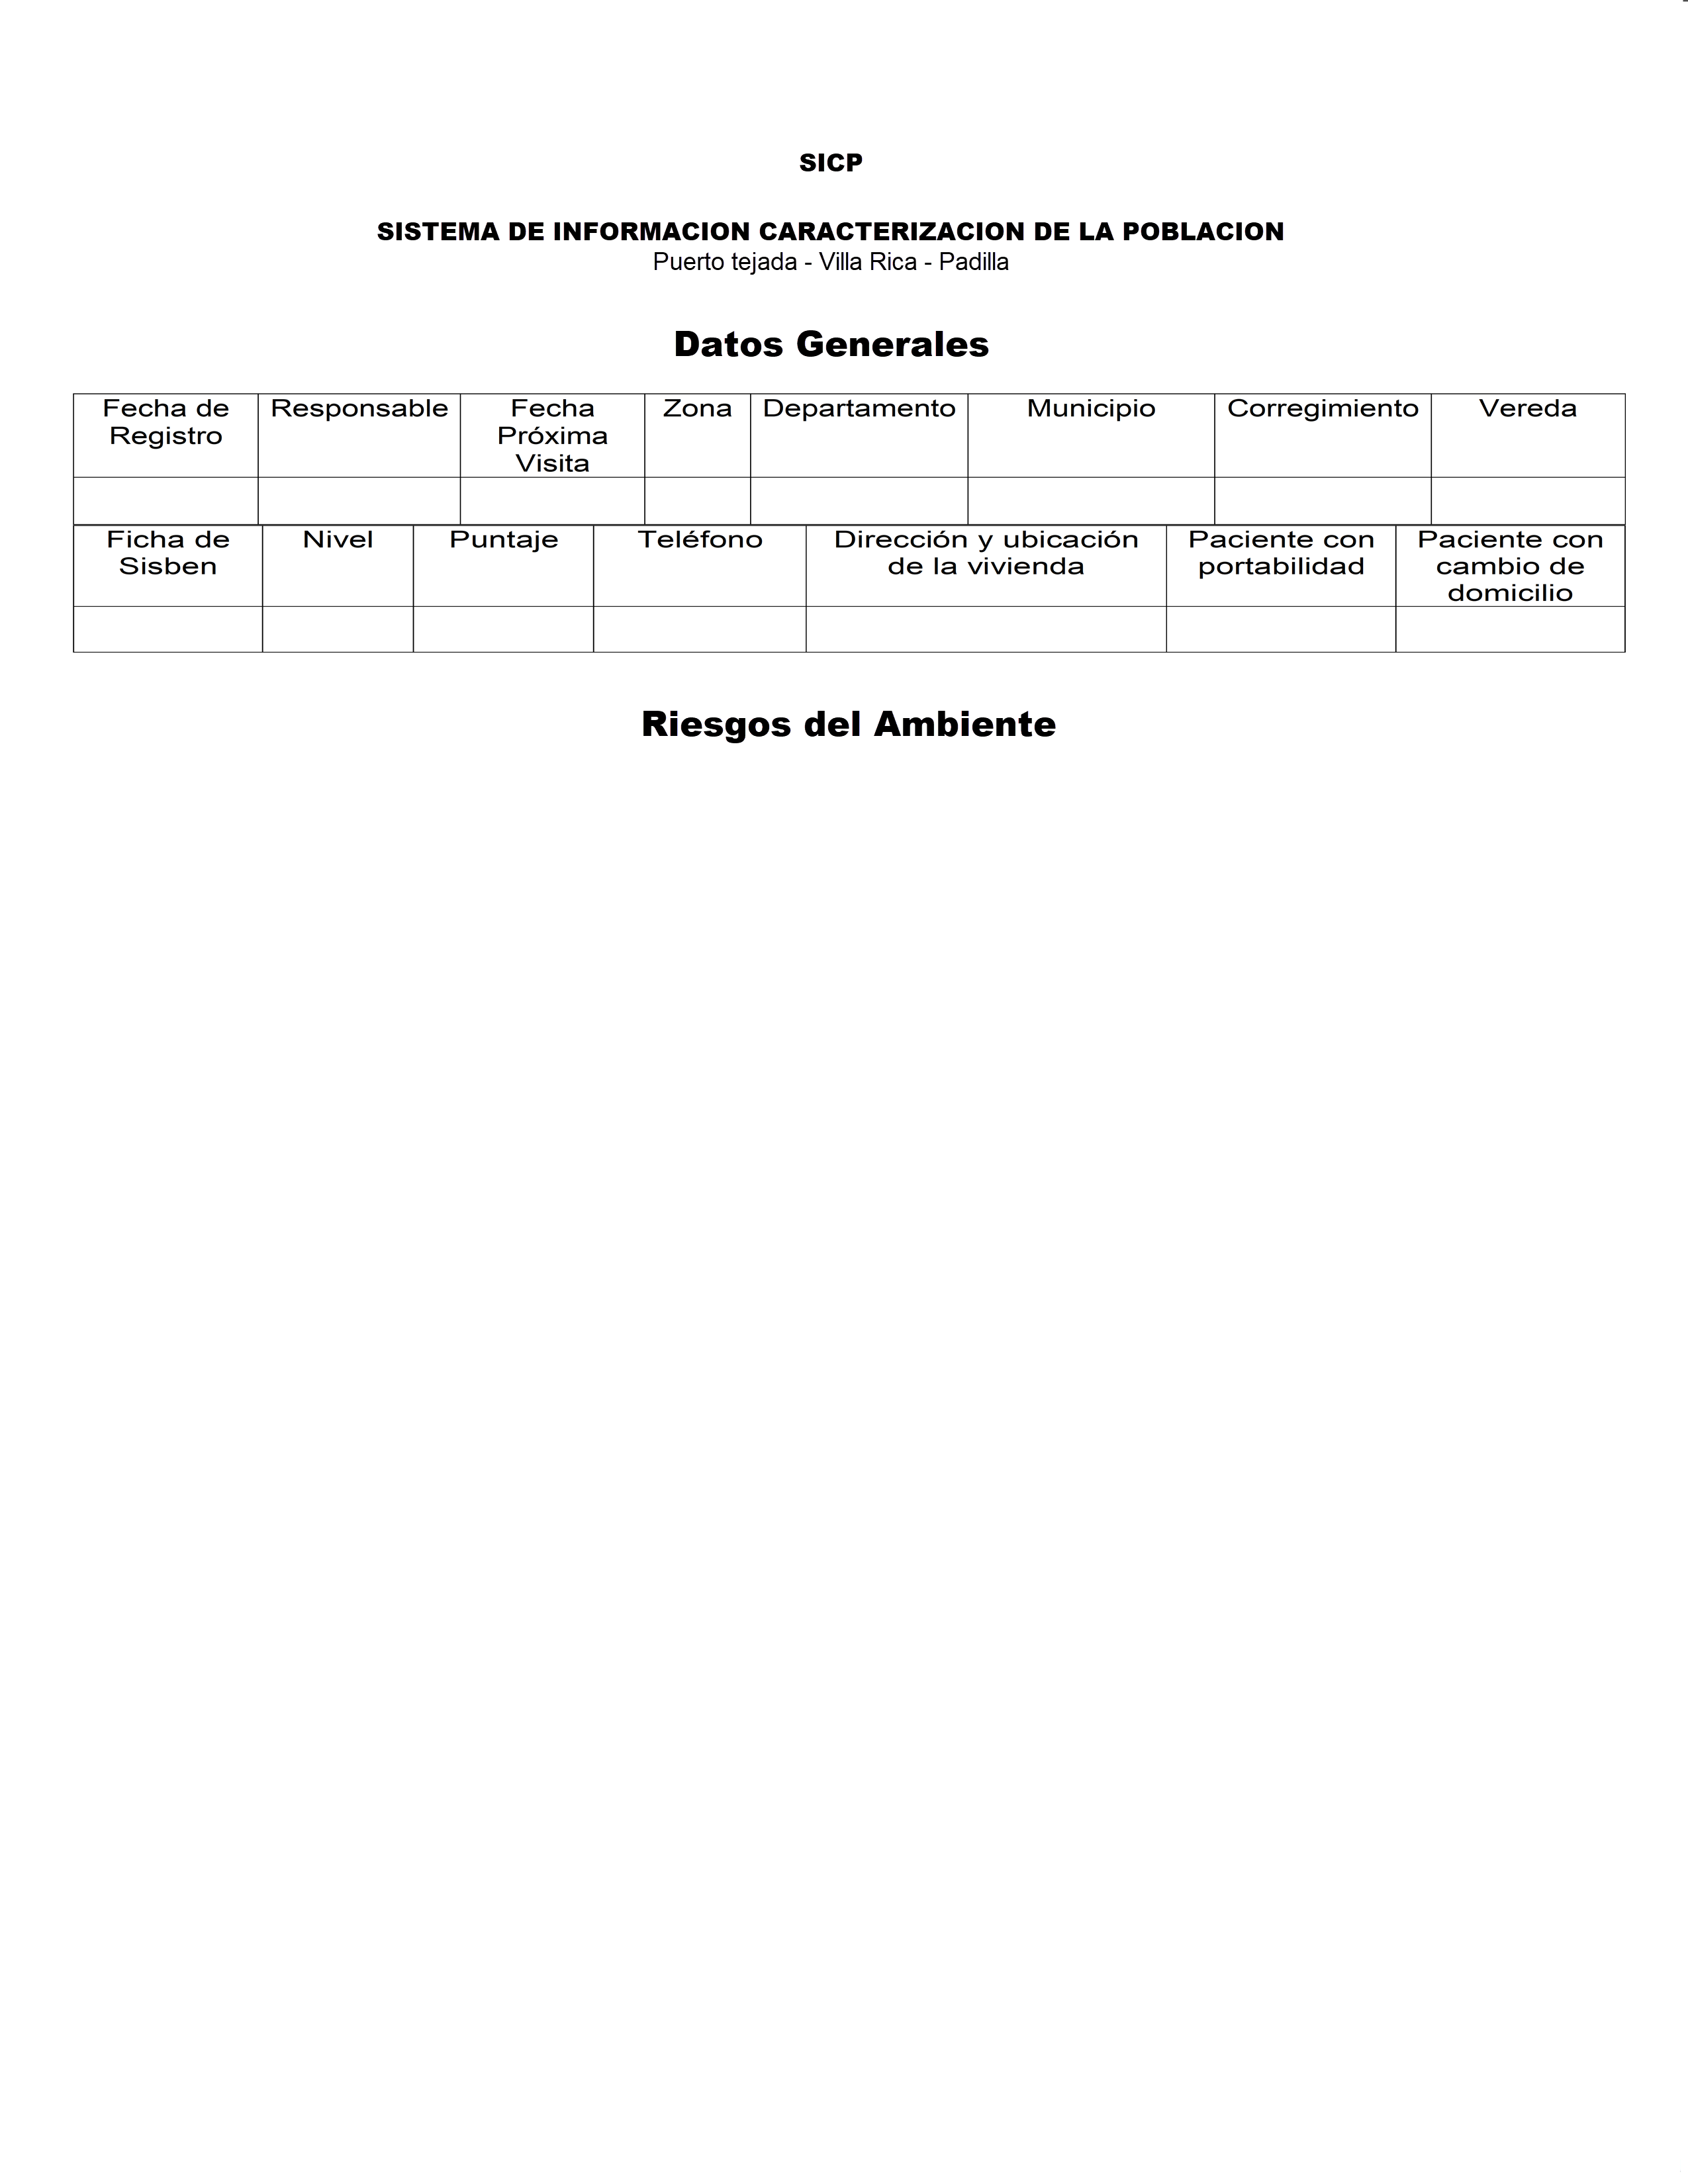 SICP
SISTEMA DE INFORMACION CARACTERIZACION DE LA POBLACION
Puerto tejada - Villa Rica - Padilla
Datos Generales
Fecha de Registro Responsable Fecha Próxima Visita Zona Departamento Municipio Corregimiento Vereda
Ficha de Sisben Nivel Puntaje Teléfono Dirección y ubicación de la vivienda Paciente con portabilidad Paciente con cambio de domicilio
Riesgos del Ambiente